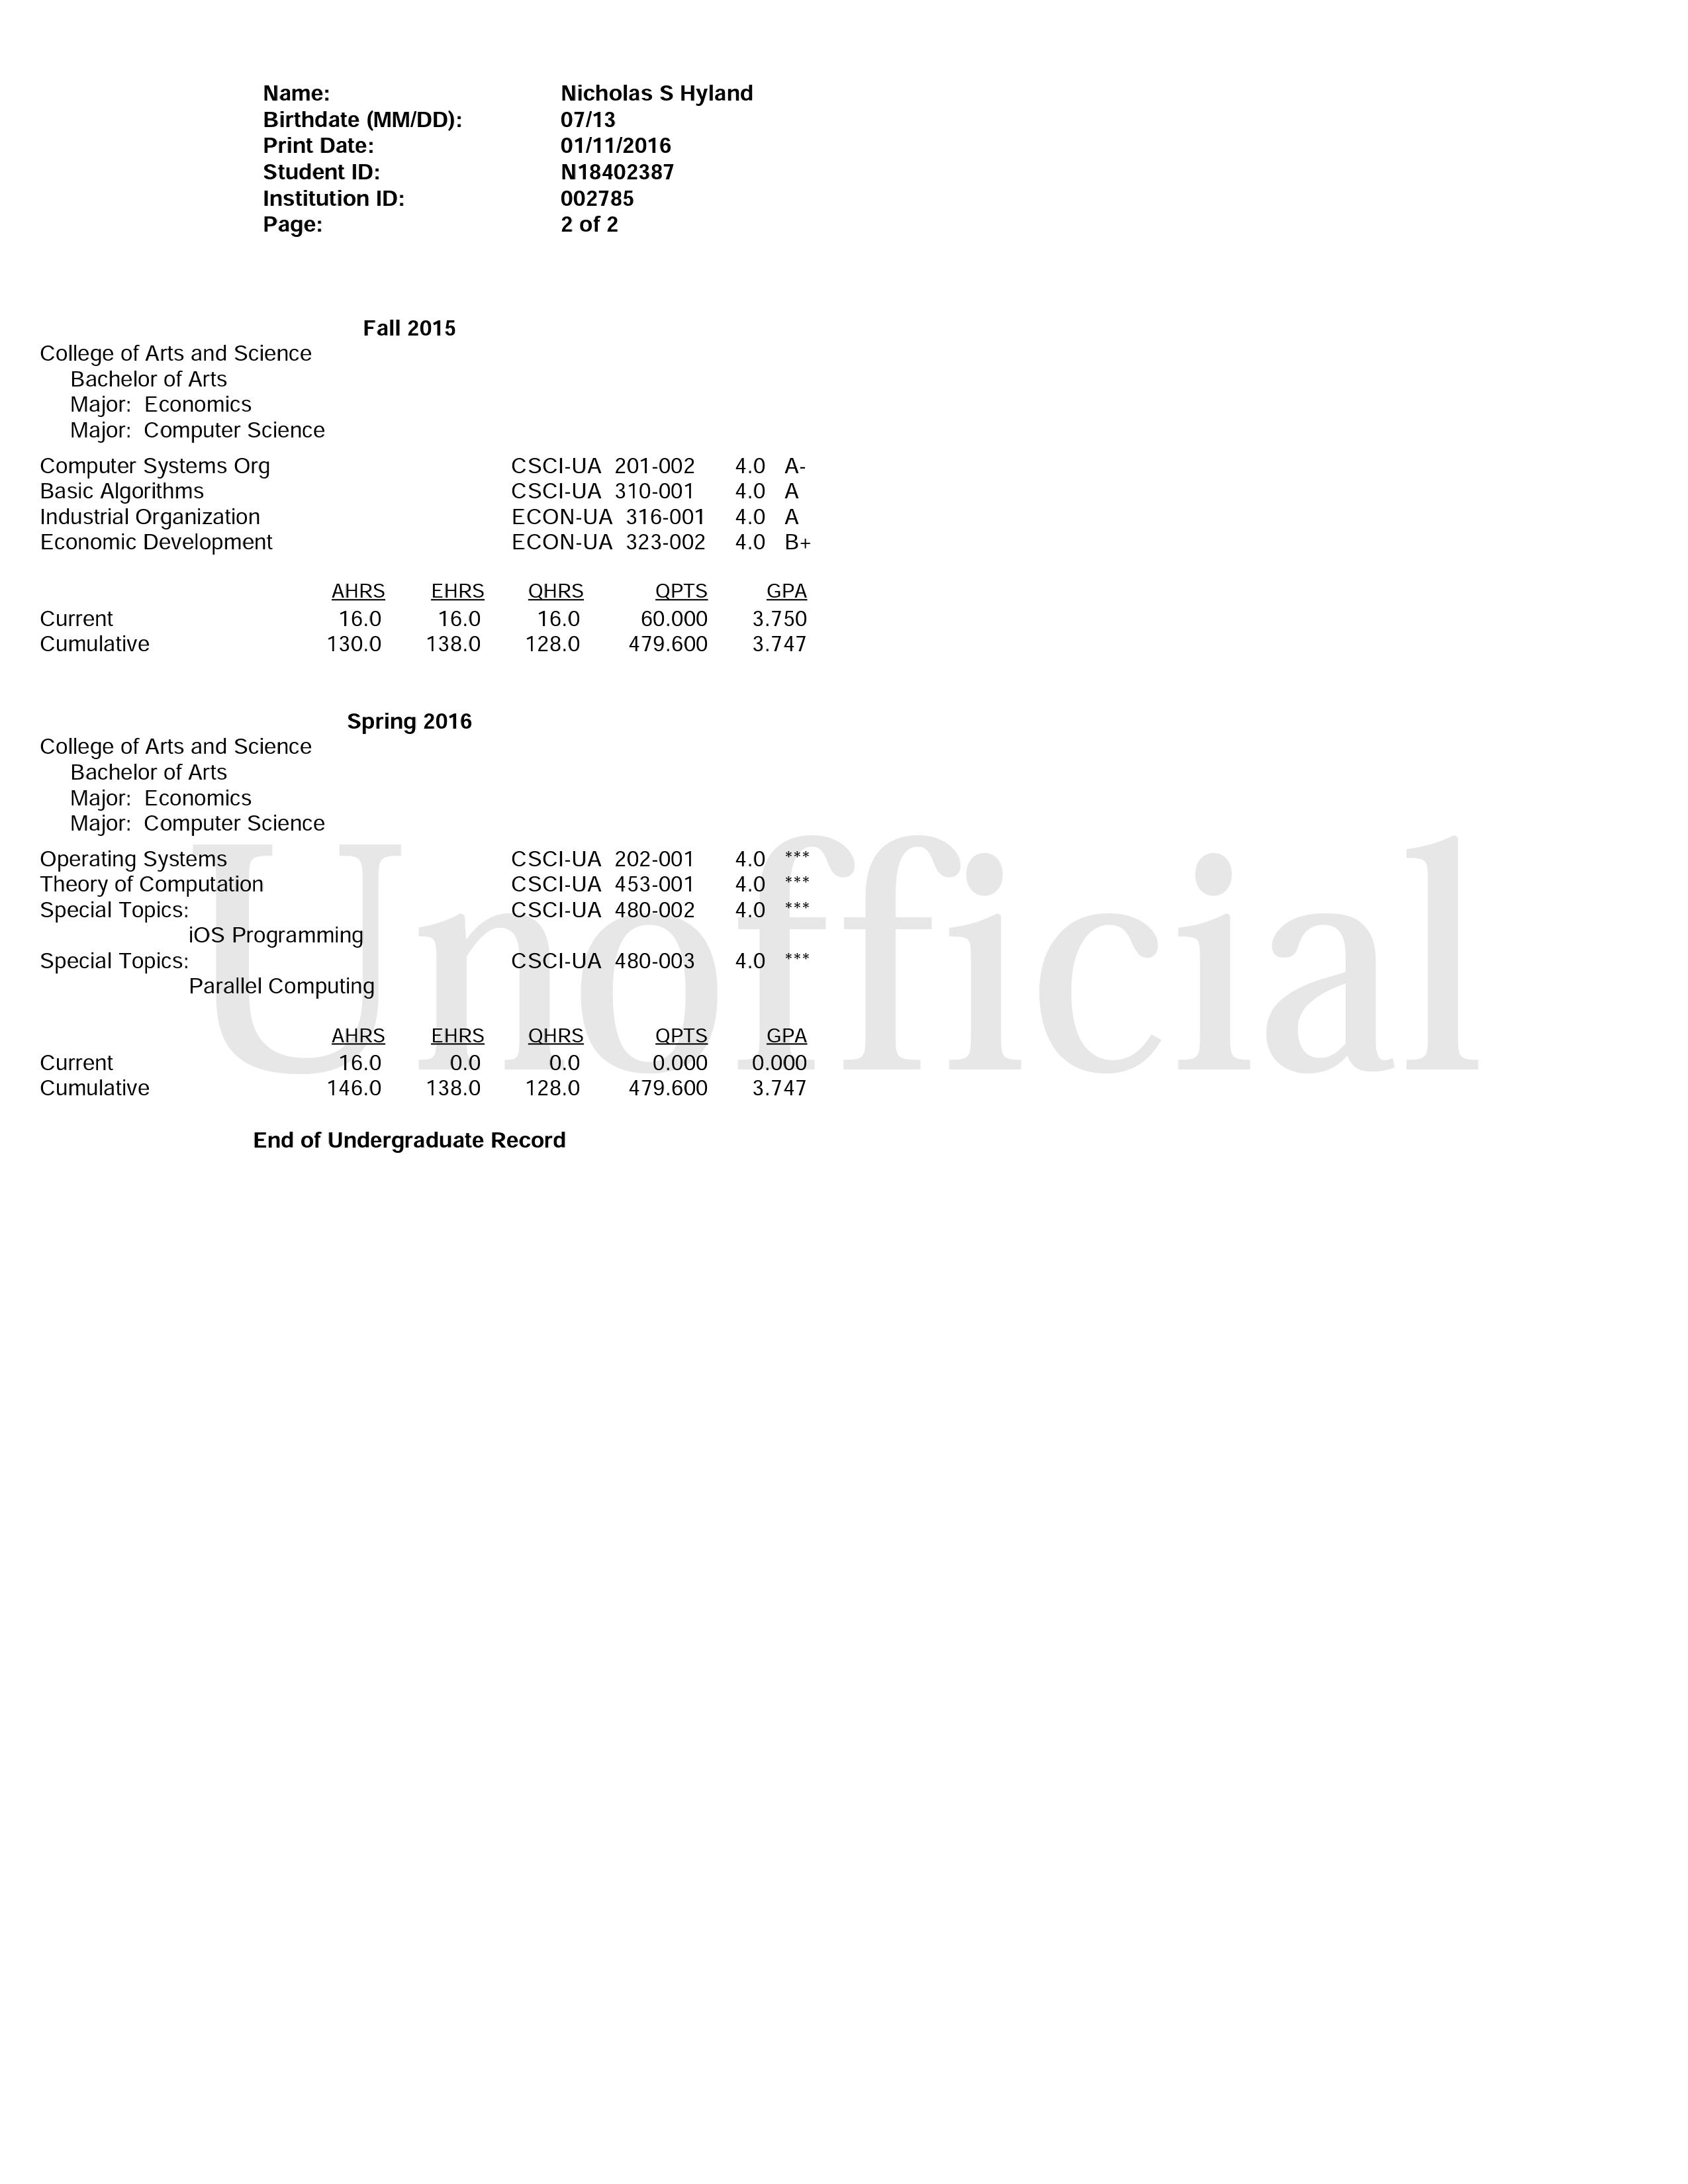 Name: Nicholas S Hyland
Birthdate (MM/DD): 07/13
Print Date: 01/11/2016
Student ID: N18402387
Institution ID: 002785
Page: 2 of 2
Fall 2015
College of Arts and Science
Bachelor of Arts
Major: Economics
Major: Computer Science
Computer Systems Org CSCI-UA 201-002 4.0 A-
Basic Algorithms CSCI-UA 310-001 4.0 A
Industrial Organization ECON-UA 316-001 4.0 A
Economic Development ECON-UA 323-002 4.0 B+
AHRS EHRS QHRS QPTS GPA
Current 16.0 16.0 16.0 60.000 3.750
Cumulative 130.0 138.0 128.0 479.600 3.747
Spring 2016
College of Arts and Science
Bachelor of Arts
Major: Economics
Major: Computer Science
Operating Systems CSCI-UA 202-001 4.0 ***
Theory of Computation CSCI-UA 453-001 4.0 ***
Special Topics: CSCI-UA 480-002 4.0 ***
iOS Programming
Special Topics: CSCI-UA 480-003 4.0 ***
Parallel Computing
Unofficial
AHRS EHRS QHRS QPTS GPA
Current 16.0 0.0 0.0 0.000 0.000
Cumulative 146.0 138.0 128.0 479.600 3.747
End of Undergraduate Record